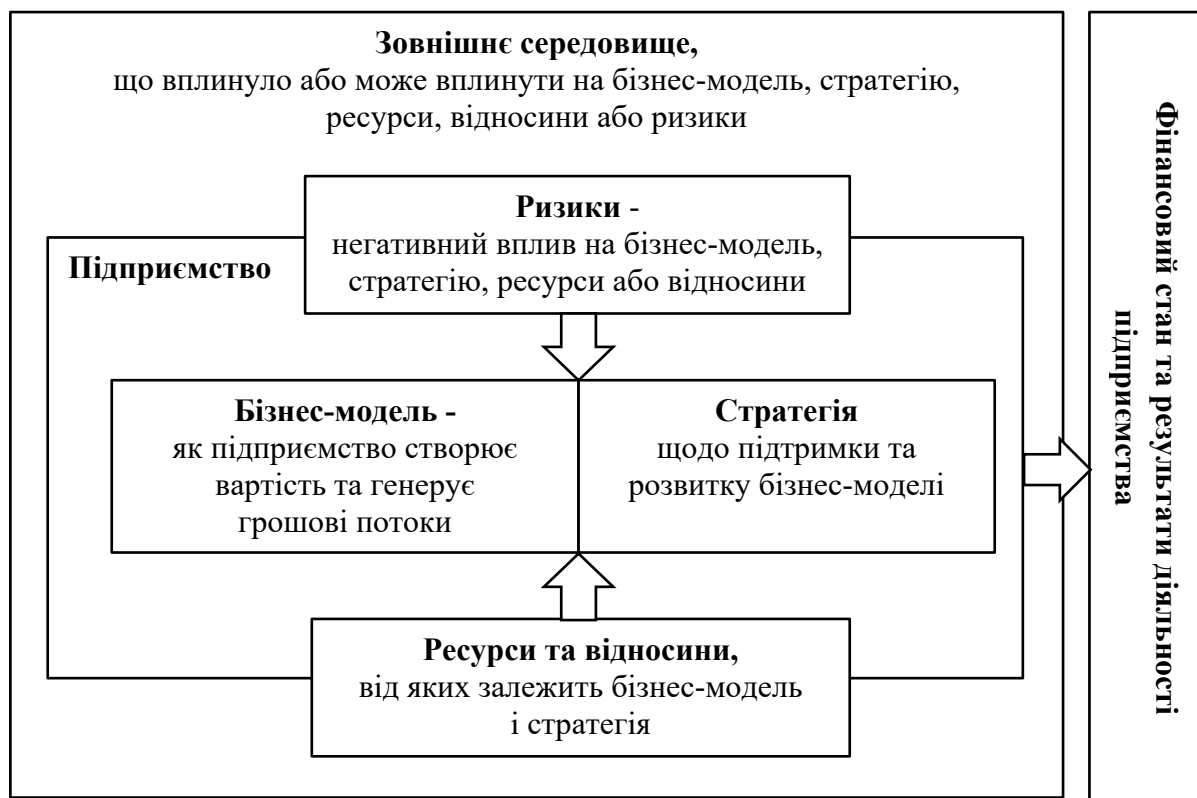 Зовнішнє середовище,
що вплинуло або може вплинути на бізнес-модель, стратегію,
ресурси, відносини або ризики
Ризики -
негативний вплив на бізнес-модель,
стратегію, ресурси або відносини
Підприємство
Бізнес-модель -
як підприємство створює
вартість та генерує
грошові потоки
Стратегія
щодо підтримки та
розвитку бізнес-моделі
Ресурси та відносини,
від яких залежить бізнес-модель
і стратегія
Фінансовий стан та результати діяльності
підприємства